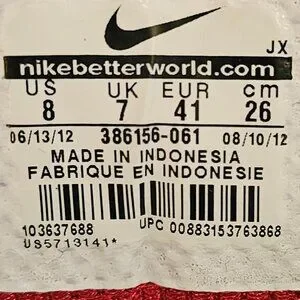 JX
nikebetterworld.com
US UK EUR cm
8 7 41 26
06/13/12 386156-061 08/10/12
MADE IN INDONESIA
FABRIQUE EN INDONESIE
103637688 UPC 00883153763868
US5713141*